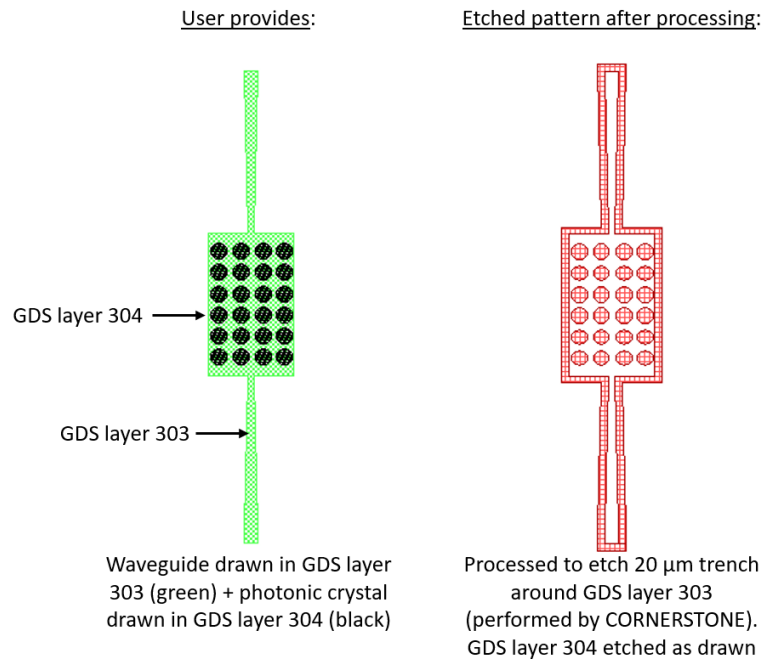 User provides:
Etched pattern after processing:
GDS layer 304
GDS layer 303
Waveguide drawn in GDS layer
303 (green) + photonic crystal
drawn in GDS layer 304 (black)
Processed to etch 20 μm trench
around GDS layer 303
(performed by CORNERSTONE).
GDS layer 304 etched as drawn